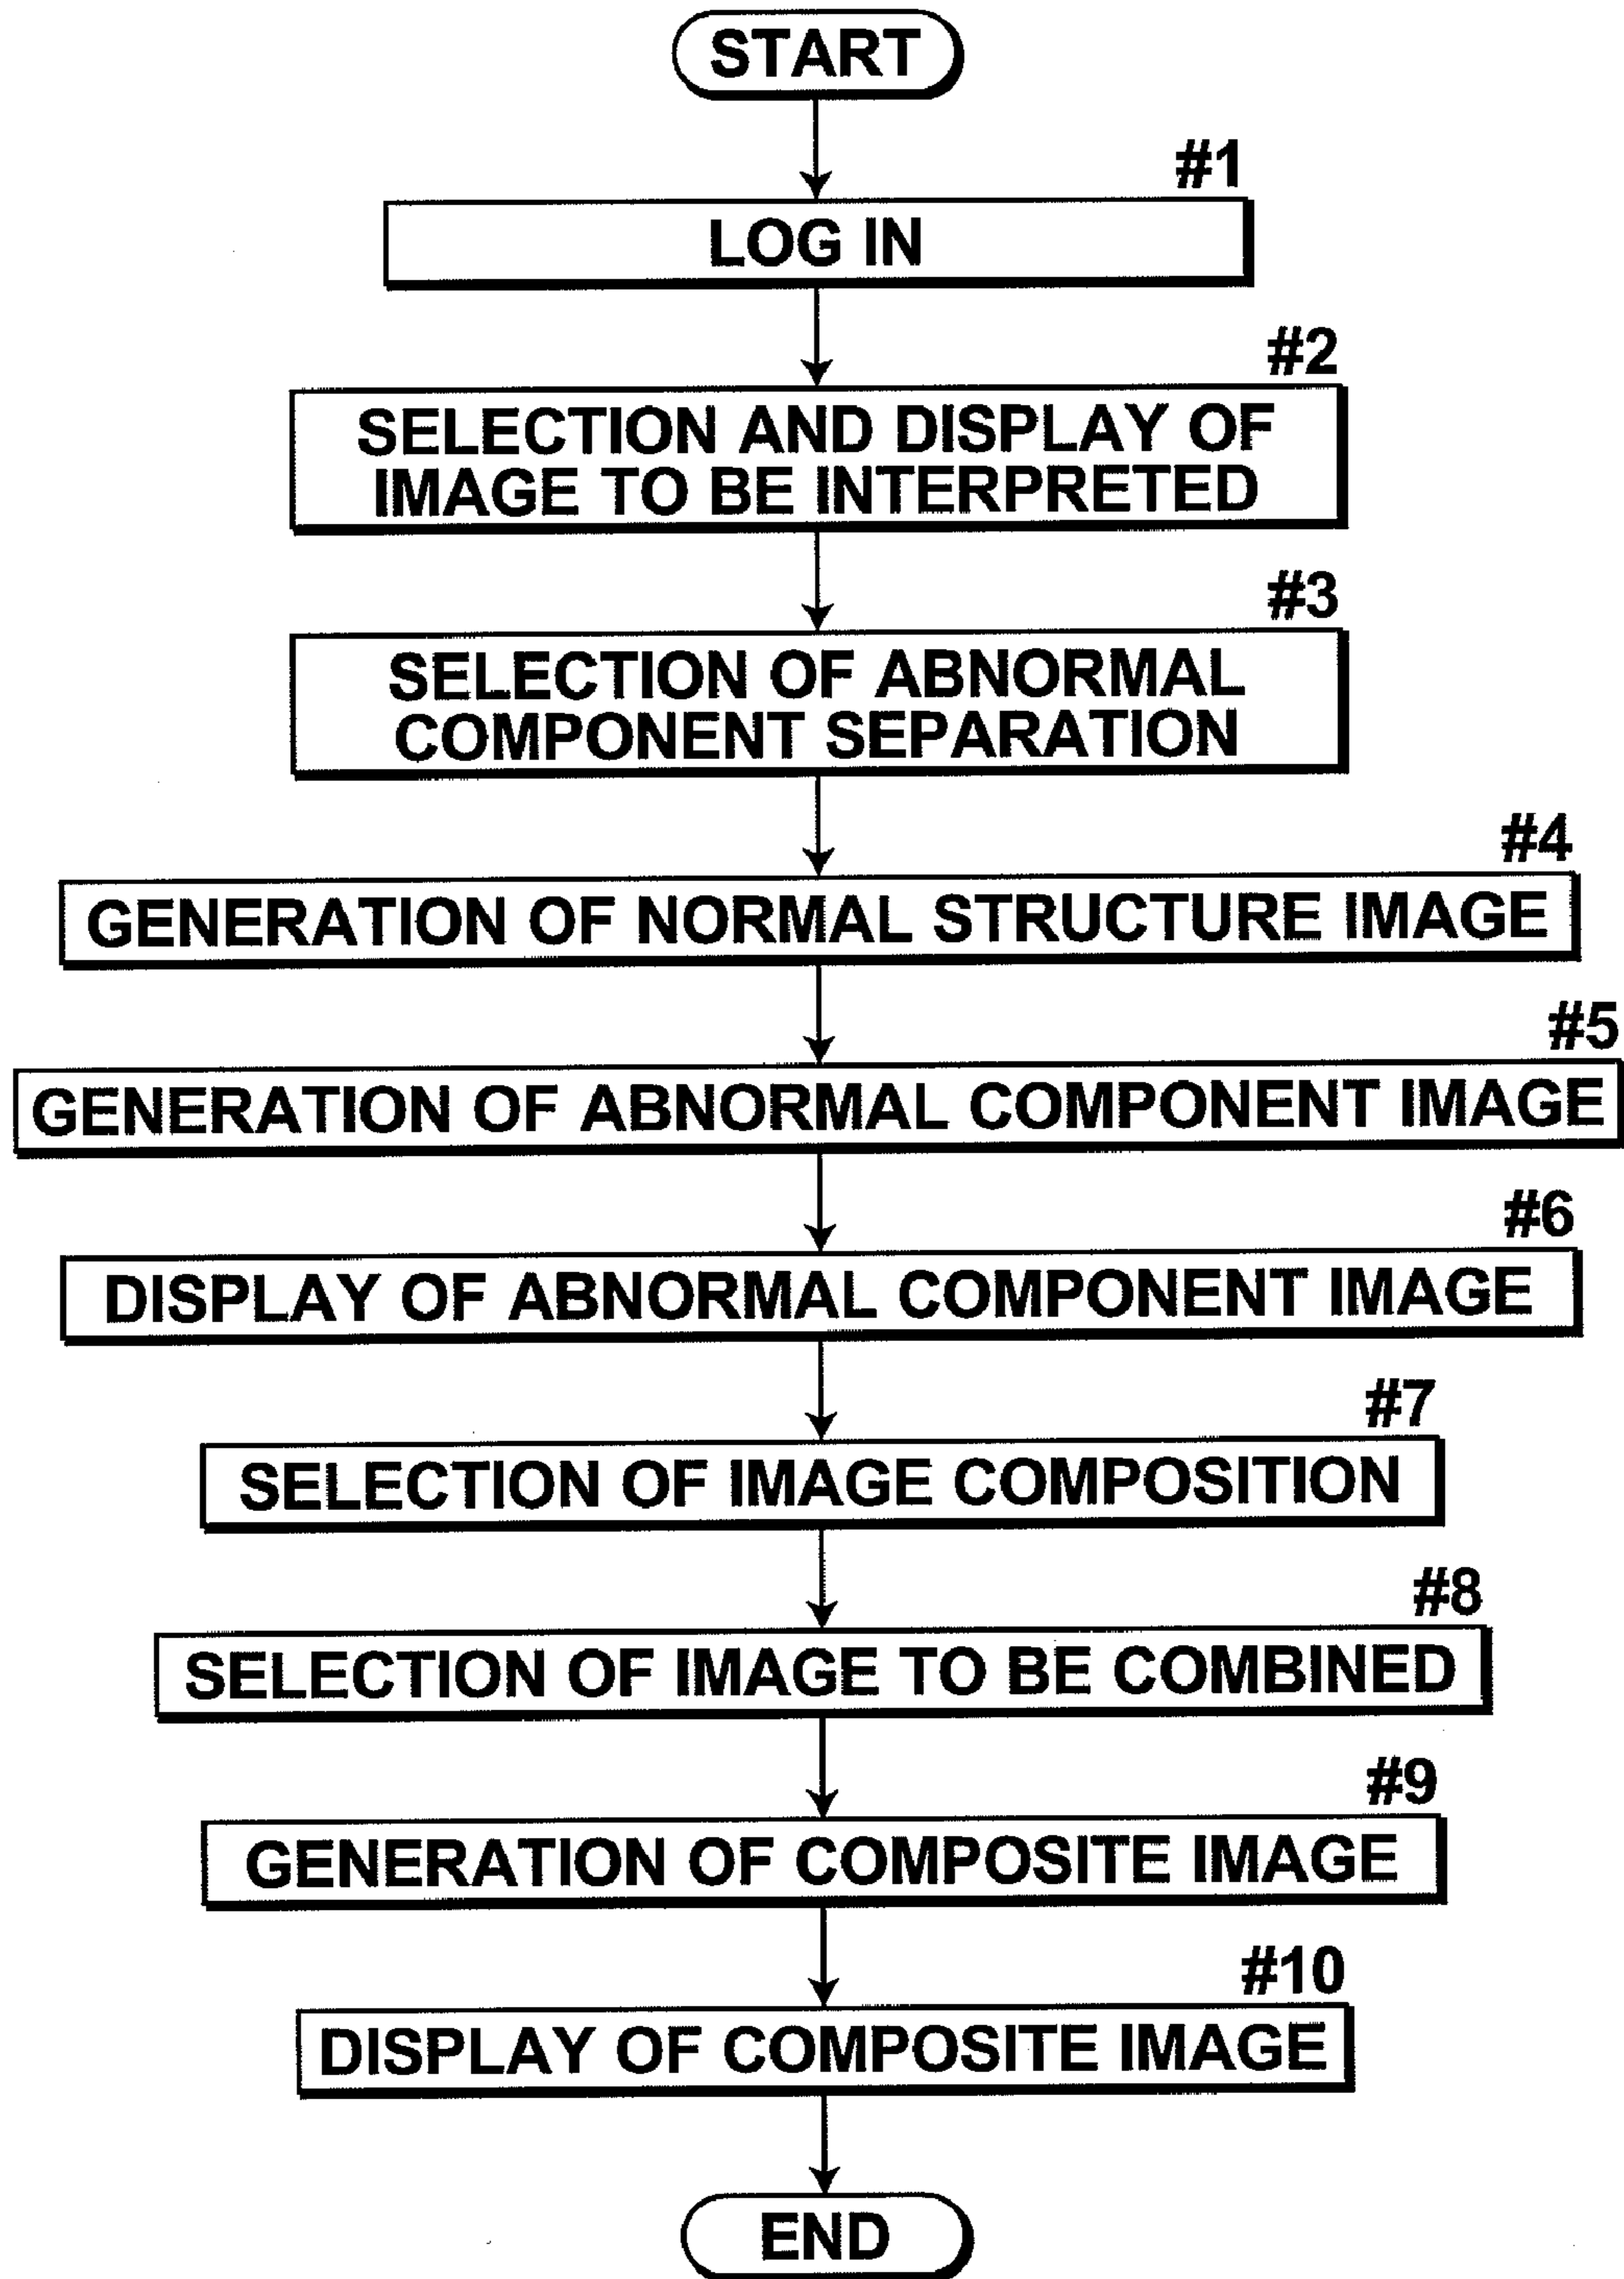 START
#1
LOG IN
#2
SELECTION AND DISPLAY OF
IMAGE TO BE INTERPRETED
#3
SELECTION OF ABNORMAL
COMPONENT SEPARATION
#4
GENERATION OF NORMAL STRUCTURE IMAGE
#5
GENERATION OF ABNORMAL COMPONENT IMAGE
#6
DISPLAY OF ABNORMAL COMPONENT IMAGE
#7
SELECTION OF IMAGE COMPOSITION
#8
SELECTION OF IMAGE TO BE COMBINED
#9
GENERATION OF COMPOSITE IMAGE
#10
DISPLAY OF COMPOSITE IMAGE
END